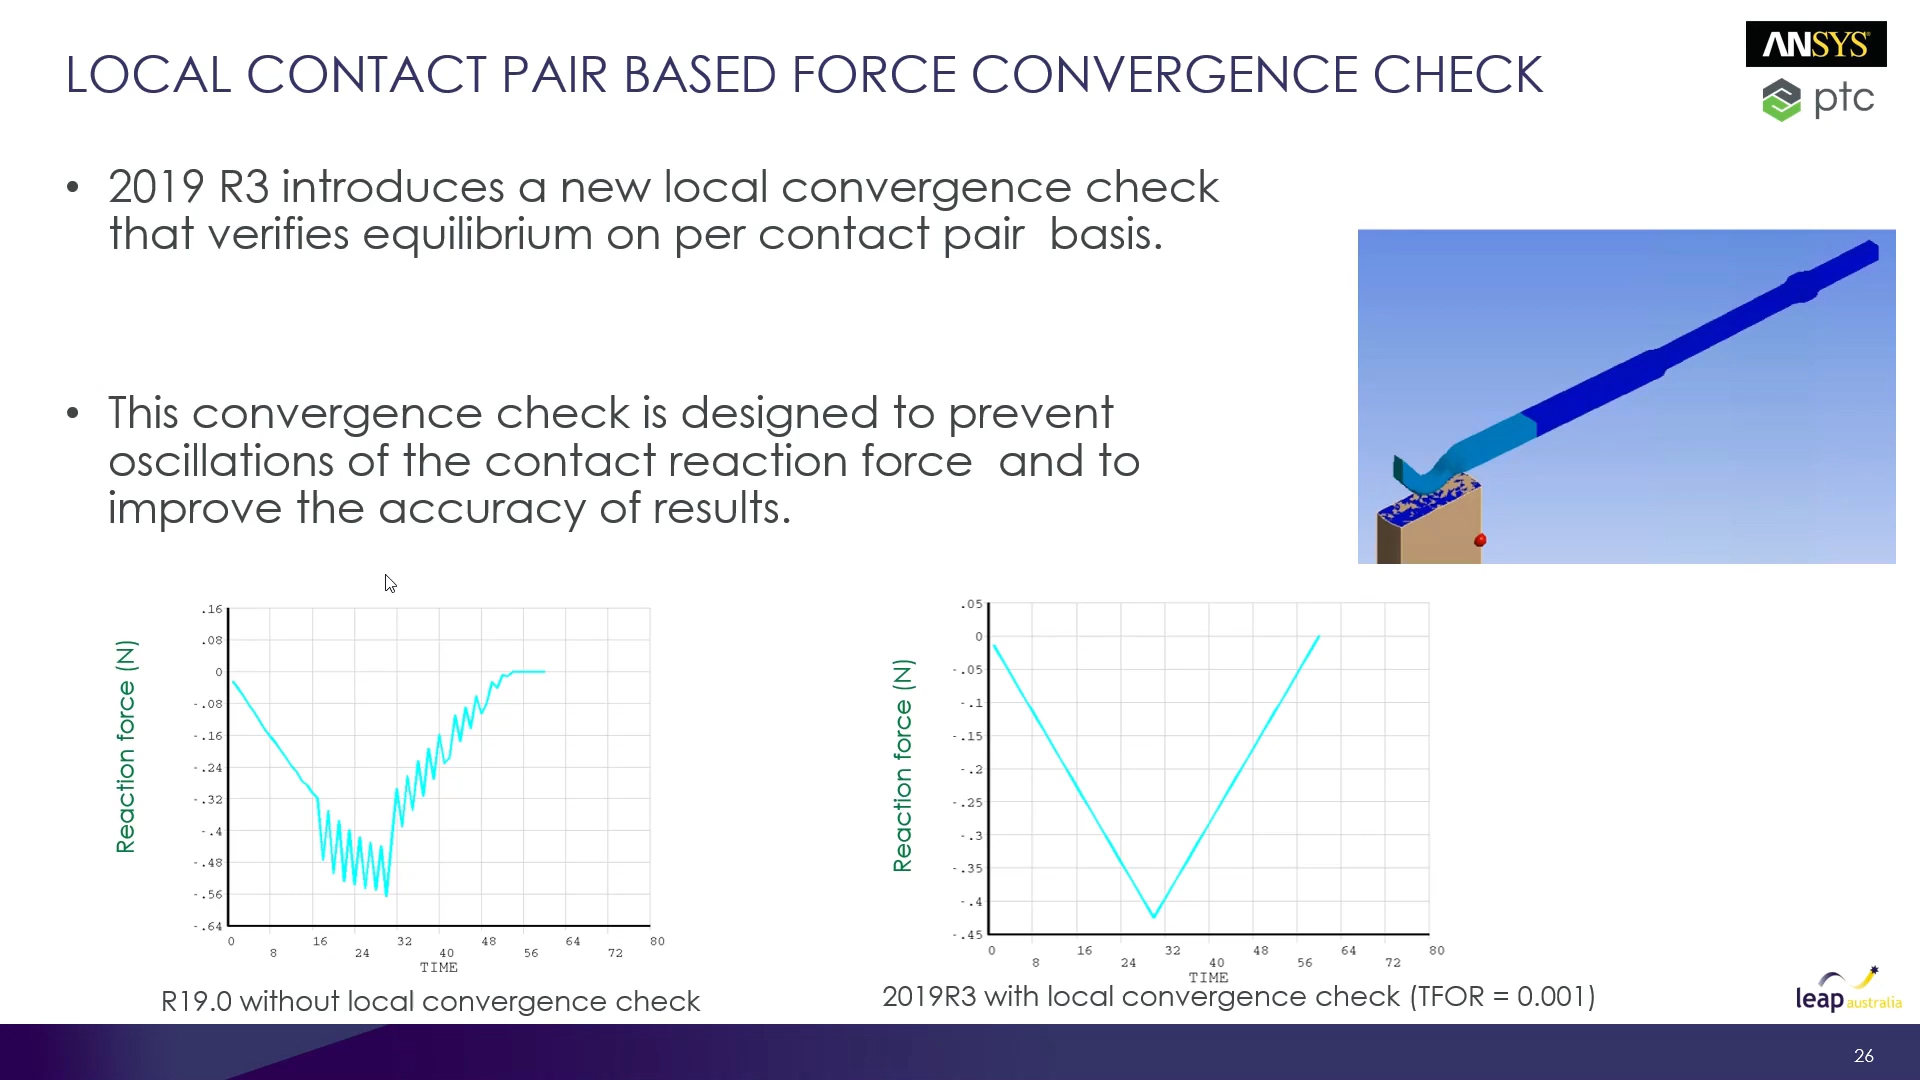 LOCAL CONTACT PAIR BASED FORCE CONVERGENCE CHECK
ANSYS
ptc
• 2019 R3 introduces a new local convergence check
that verifies equilibrium on per contact pair basis.
• This convergence check is designed to prevent
oscillations of the contact reaction force and to
improve the accuracy of results.
Reaction force (N)
.16
.08
0
-.08
-.16
-.24
-.32
-.4
-.48
-.56
-.64
0 16 32 48 64 80
8 24 40 56 72
TIME
R19.0 without local convergence check
Reaction force (N)
.05
0
-.05
-.1
-.15
-.2
-.25
-.3
-.35
-.4
-.45
0 16 32 48 64 80
8 24 40 56 72
TIME
2019R3 with local convergence check (TFOR = 0.001)
leap australia
26